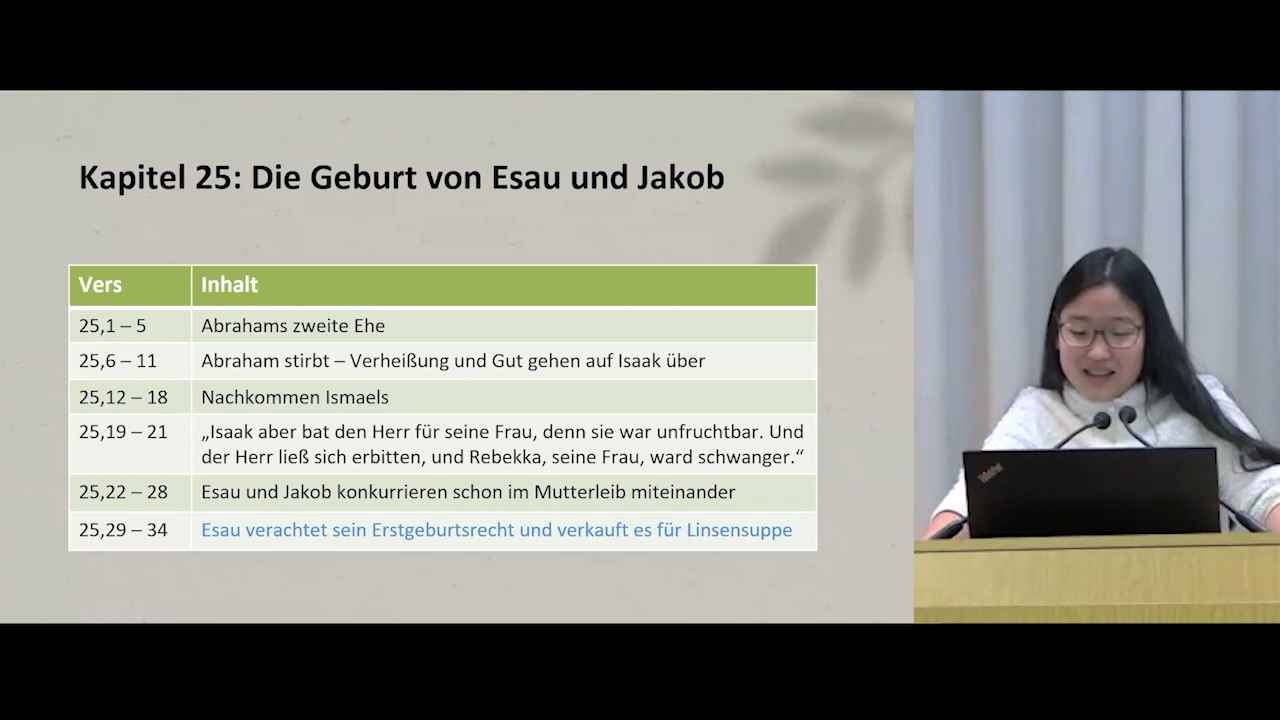 Kapitel 25: Die Geburt von Esau und Jakob
Vers Inhalt
25,1 – 5 Abrahams zweite Ehe
25,6 – 11 Abraham stirbt – Verheißung und Gut gehen auf Isaak über
25,12 – 18 Nachkommen Ismaels
25,19 – 21 „Isaak aber bat den Herr für seine Frau, denn sie war unfruchtbar. Und
der Herr ließ sich erbitten, und Rebekka, seine Frau, ward schwanger.“
25,22 – 28 Esau und Jakob konkurrieren schon im Mutterleib miteinander
25,29 – 34 Esau verachtet sein Erstgeburtsrecht und verkauft es für Linsensuppe
ThinkPad